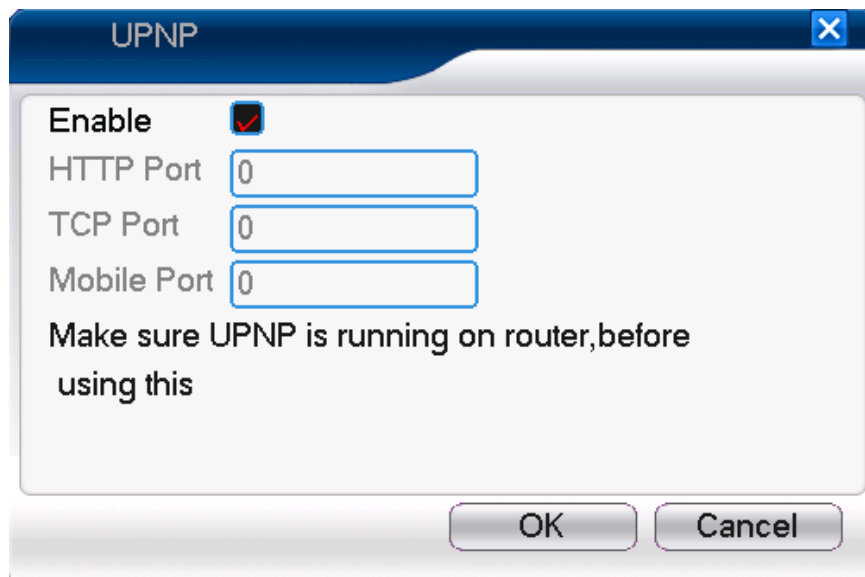 UPNP
Enable
HTTP Port 0
TCP Port 0
Mobile Port 0
Make sure UPNP is running on router,before
using this
OK Cancel